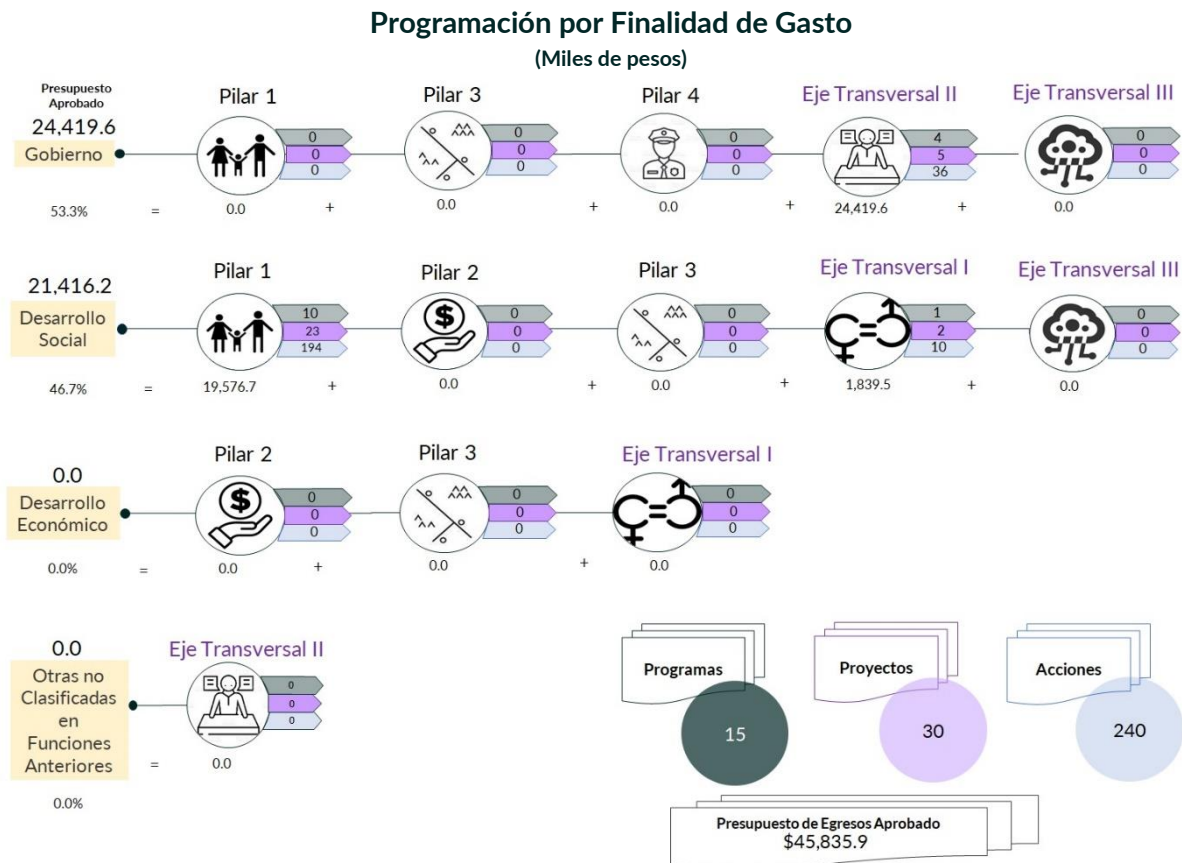 Programación por Finalidad de Gasto
(Miles de pesos)
Presupuesto
Aprobado
24,419.6
Gobierno
53.3%
=
Pilar 1
0
0
0
0.0
+
Pilar 3
0
0
0
0.0
+
Pilar 4
0
0
0
0.0
+
Eje Transversal II
4
5
36
24,419.6
+
Eje Transversal III
0
0
0
0.0
21,416.2
Desarrollo
Social
46.7%
=
Pilar 1
10
23
194
19,576.7
+
Pilar 2
$
0
0
0
0.0
+
Pilar 3
0
0
0
0.0
+
Eje Transversal I
1
2
10
1,839.5
+
Eje Transversal III
0
0
0
0.0
0.0
Desarrollo
Económico
0.0%
=
Pilar 2
$
0
0
0
0.0
+
Pilar 3
0
0
0
0.0
+
Eje Transversal I
0
0
0
0.0
0.0
Otras no
Clasificadas
en
Funciones
Anteriores
0.0%
=
Eje Transversal II
0
0
0
0.0
Programas
15
Proyectos
30
Acciones
240
Presupuesto de Egresos Aprobado
$45,835.9